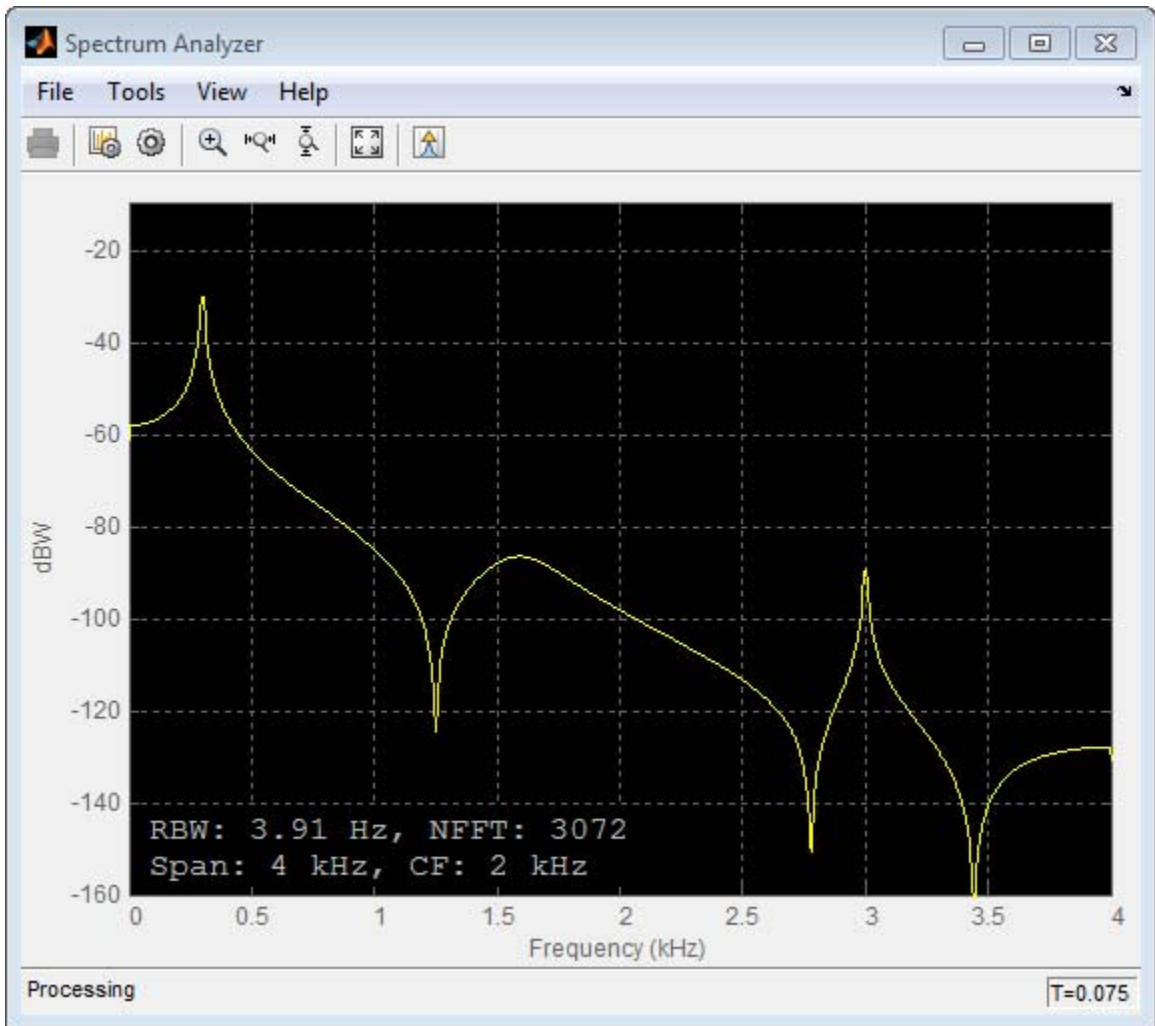 Spectrum Analyzer
File Tools View Help
-20
-40
-60
-80
-100
-120
-140
-160
dBW
RBW: 3.91 Hz, NFFT: 3072
Span: 4 kHz, CF: 2 kHz
0 0.5 1 1.5 2 2.5 3 3.5 4
Frequency (kHz)
Processing
T=0.075